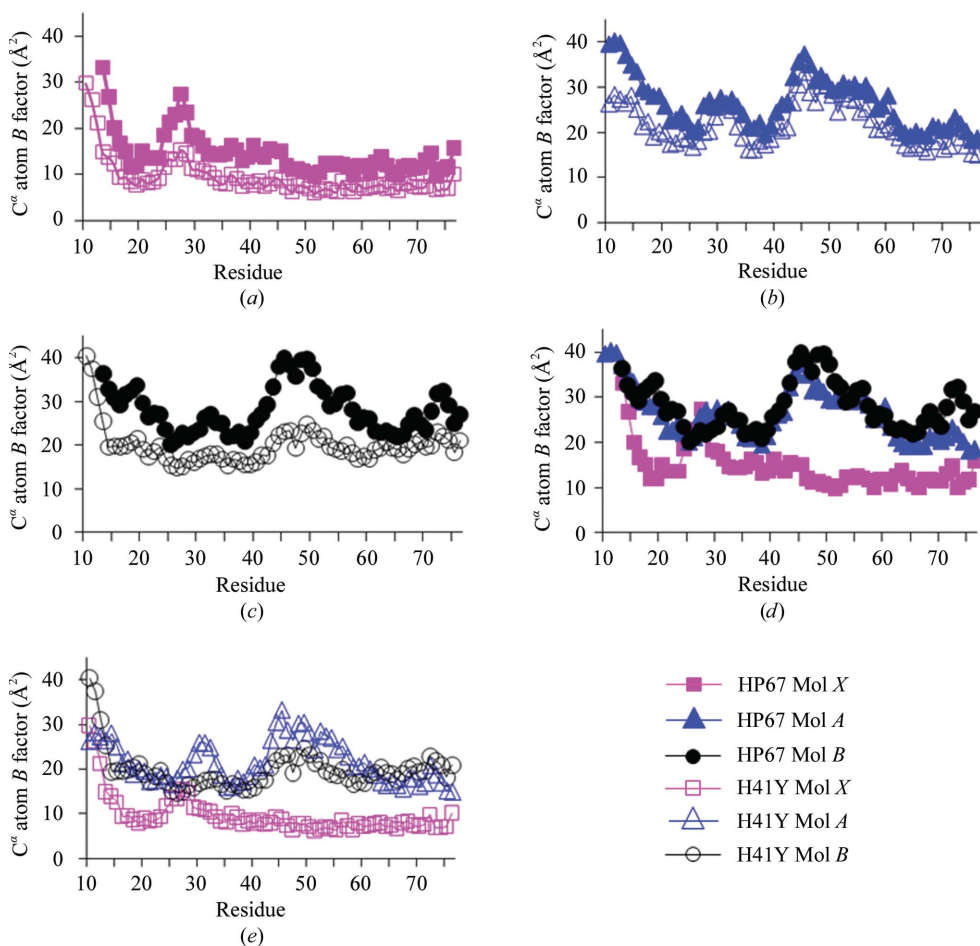 Cα atom B factor (Å²)
40
30
20
10
0
10 20 30 40 50 60 70
Residue
(a)
Cα atom B factor (Å²)
40
30
20
10
0
10 20 30 40 50 60 70
Residue
(b)
Cα atom B factor (Å²)
40
30
20
10
0
10 20 30 40 50 60 70
Residue
(c)
Cα atom B factor (Å²)
40
30
20
10
0
10 20 30 40 50 60 70
Residue
(d)
Cα atom B factor (Å²)
40
30
20
10
0
10 20 30 40 50 60 70
Residue
(e)
HP67 Mol X
HP67 Mol A
HP67 Mol B
H41Y Mol X
H41Y Mol A
H41Y Mol B